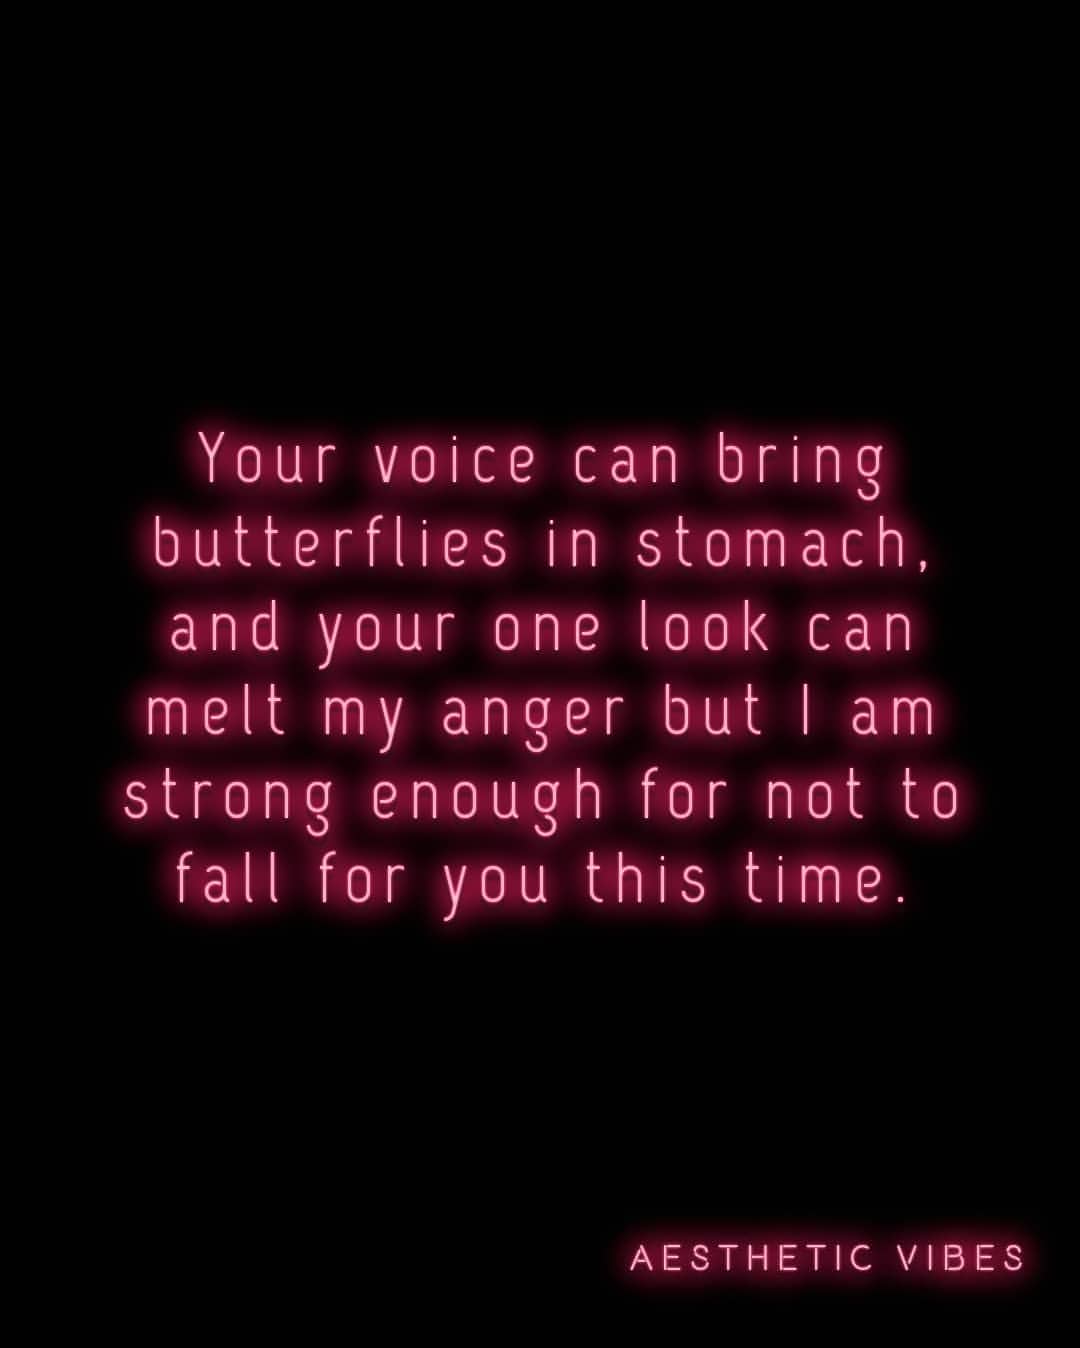 Your voice can bring
butterflies in stomach,
and your one look can
melt my anger but I am
strong enough for not to
fall for you this time.
AESTHETIC VIBES